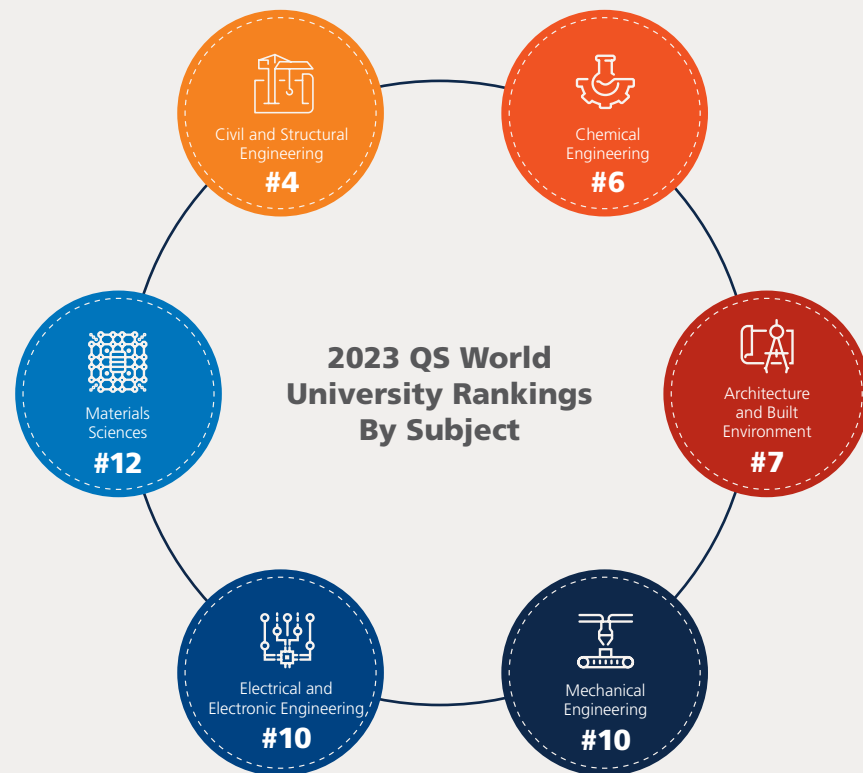 Civil and Structural
Engineering
#4
Chemical
Engineering
#6
Materials
Sciences
#12
2023 QS World
University Rankings
By Subject
Architecture
and Built
Environment
#7
Electrical and
Electronic Engineering
#10
Mechanical
Engineering
#10